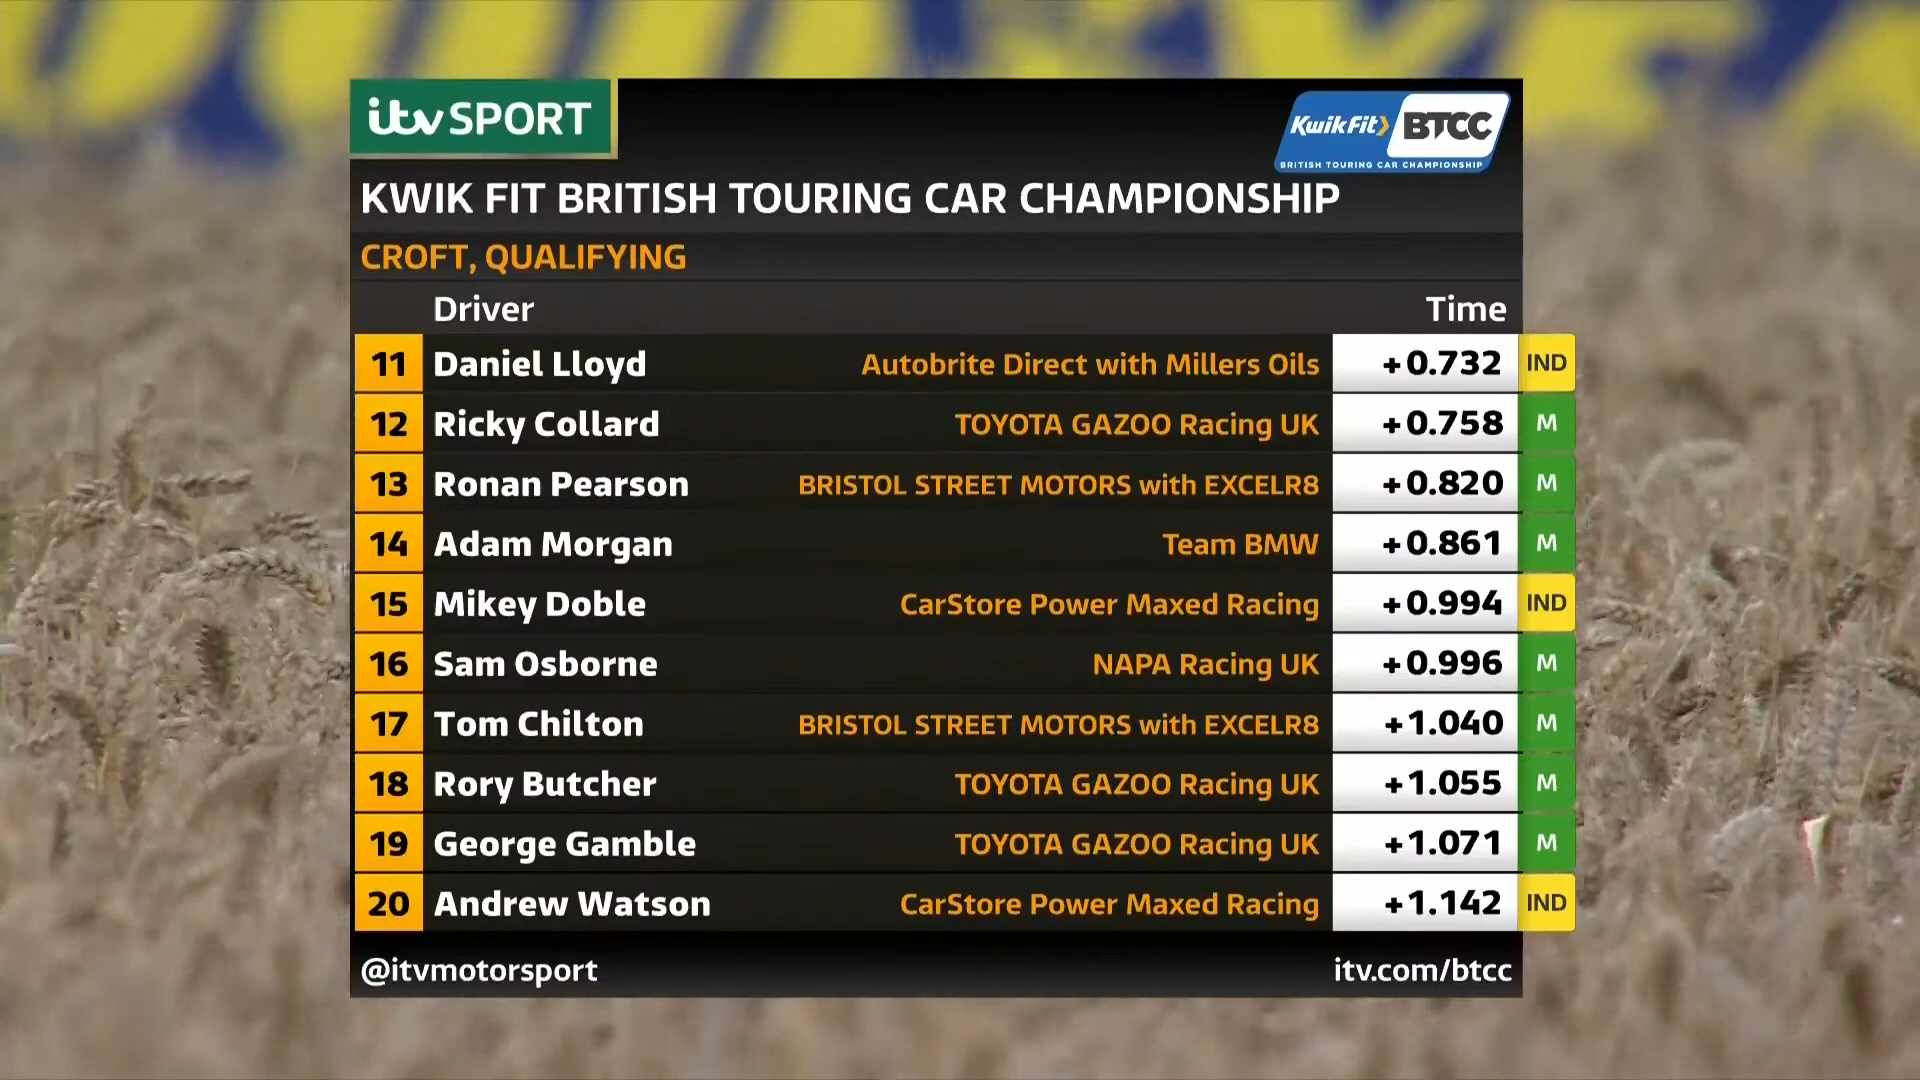 itv SPORT
KwikFit BTCC
BRITISH TOURING CAR CHAMPIONSHIP
KWIK FIT BRITISH TOURING CAR CHAMPIONSHIP
CROFT, QUALIFYING
Driver Time
11 Daniel Lloyd Autobrite Direct with Millers Oils +0.732 IND
12 Ricky Collard TOYOTA GAZOO Racing UK +0.758 M
13 Ronan Pearson BRISTOL STREET MOTORS with EXCELR8 +0.820 M
14 Adam Morgan Team BMW +0.861 M
15 Mikey Doble CarStore Power Maxed Racing +0.994 IND
16 Sam Osborne NAPA Racing UK +0.996 M
17 Tom Chilton BRISTOL STREET MOTORS with EXCELR8 +1.040 M
18 Rory Butcher TOYOTA GAZOO Racing UK +1.055 M
19 George Gamble TOYOTA GAZOO Racing UK +1.071 M
20 Andrew Watson CarStore Power Maxed Racing +1.142 IND
@itvmotorsport itv.com/btcc